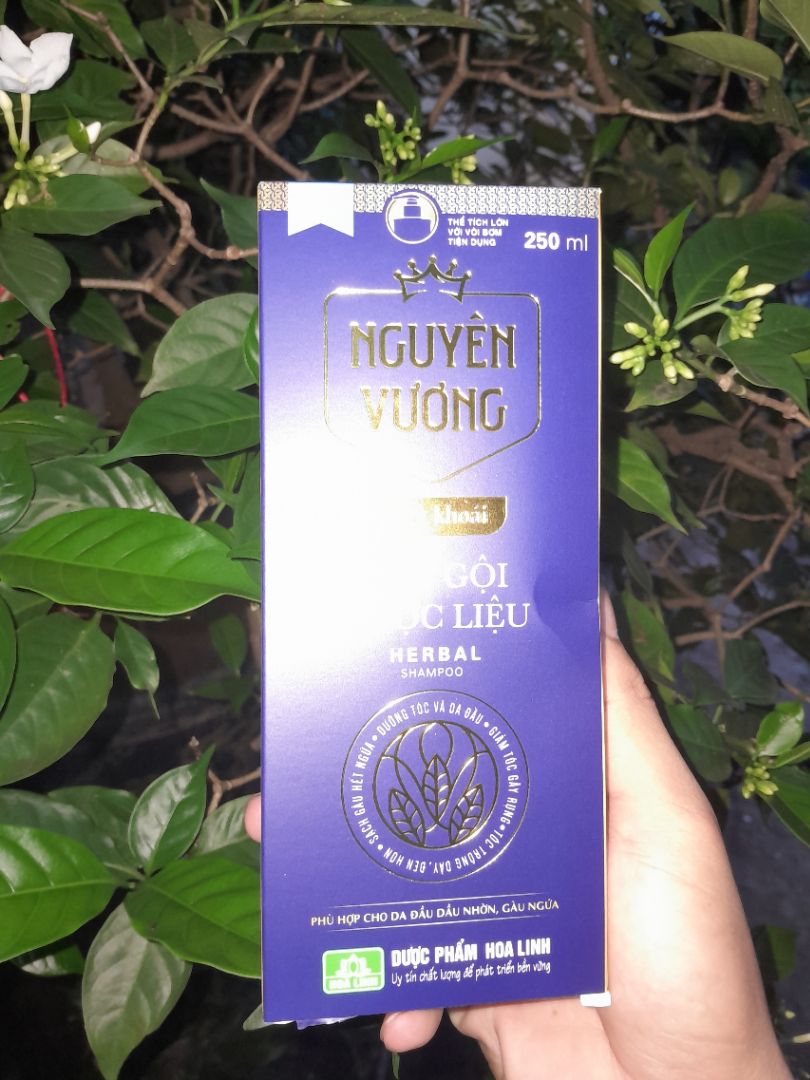 THỂ TÍCH LỚN
VỚI VÒI BƠM
TIỆN DỤNG
250 ml
NGUYÊN
VƯƠNG
khoái
GỘI
LIỆU
HERBAL
SHAMPOO
SẠCH GÀU HẾT NGỨA • DƯỠNG TÓC VÀ DA ĐẦU • GIẢM TÓC GÃY RỤNG • TÓC TRÔNG DÀY, ĐEN HƠN •
PHÙ HỢP CHO DA ĐẦU DẦU NHỜN, GÀU NGỨA
HOA LINH
DƯỢC PHẨM HOA LINH
Uy tín chất lượng để phát triển bền vững